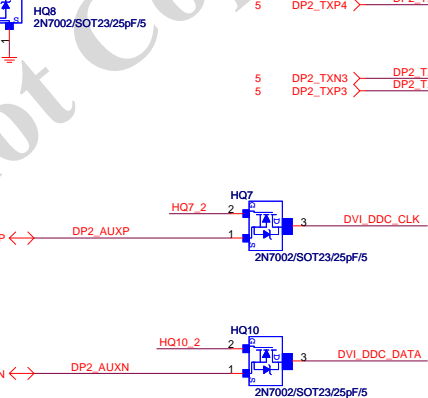 HQ8
2N7002/SOT23/25pF/5
S
1
5 DP2_TXP4
5 DP2_TXN3
5 DP2_TXP3
HQ7
HQ7_2 2 G
DP2_AUXP 1 S
3 DVI_DDC_CLK
2N7002/SOT23/25pF/5
HQ10
HQ10_2 2 G
DP2_AUXN 1 S
3 DVI_DDC_DATA
2N7002/SOT23/25pF/5